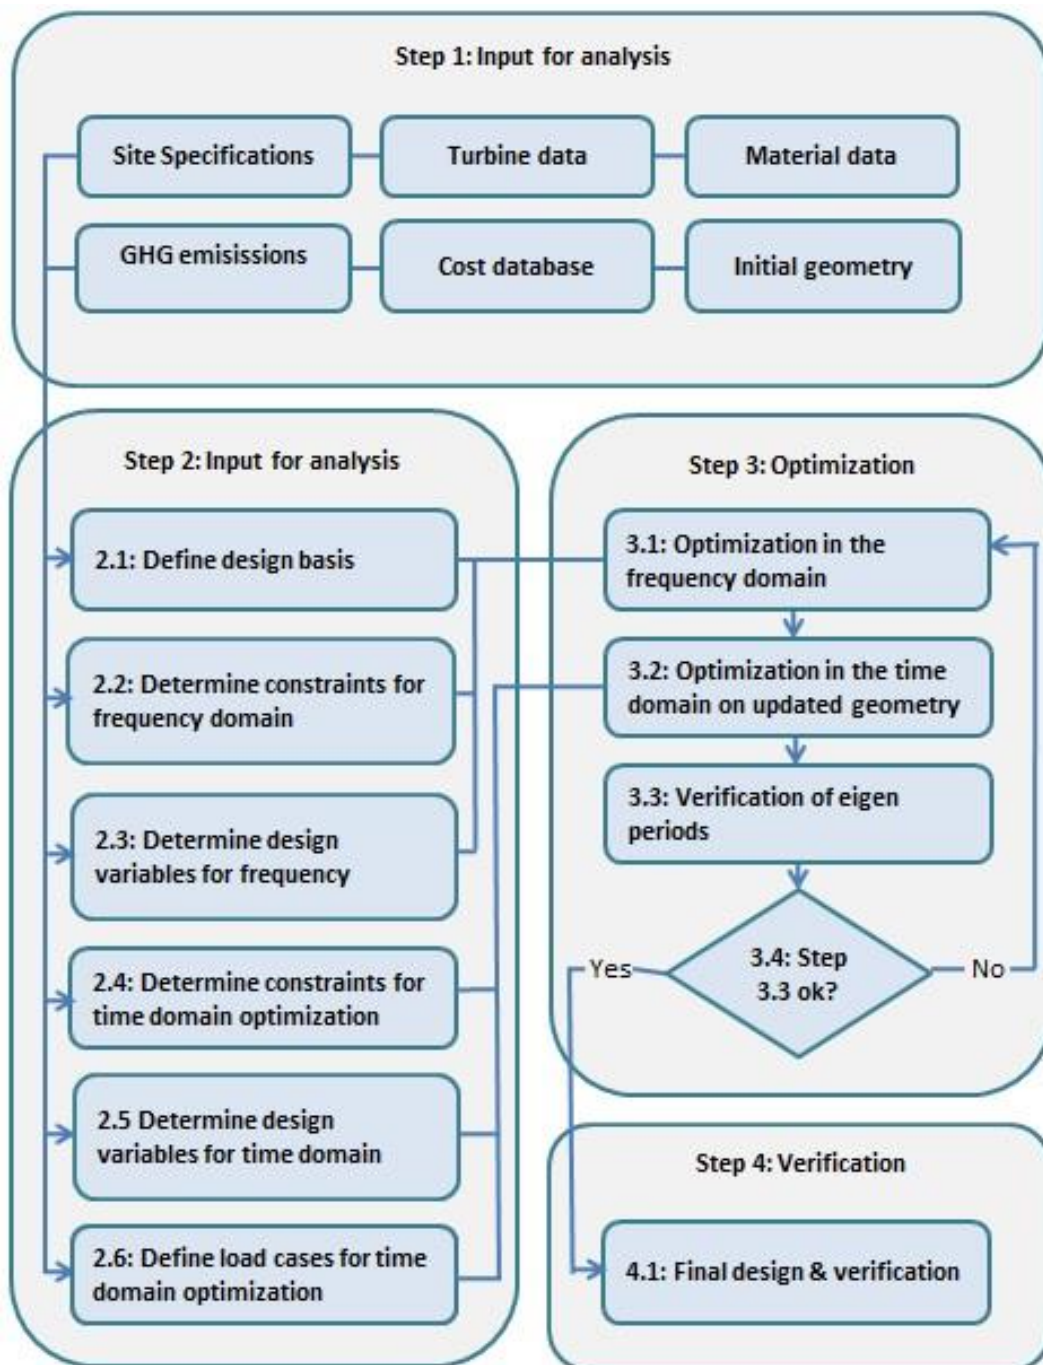 Step 1: Input for analysis
Site Specifications
Turbine data
Material data
GHG emisissions
Cost database
Initial geometry
Step 2: Input for analysis
2.1: Define design basis
2.2: Determine constraints for
frequency domain
2.3: Determine design
variables for frequency
2.4: Determine constraints for
time domain optimization
2.5 Determine design
variables for time domain
2.6: Define load cases for time
domain optimization
Step 3: Optimization
3.1: Optimization in the
frequency domain
3.2: Optimization in the time
domain on updated geometry
3.3: Verification of eigen
periods
3.4: Step
3.3 ok?
Yes
No
Step 4: Verification
4.1: Final design & verification